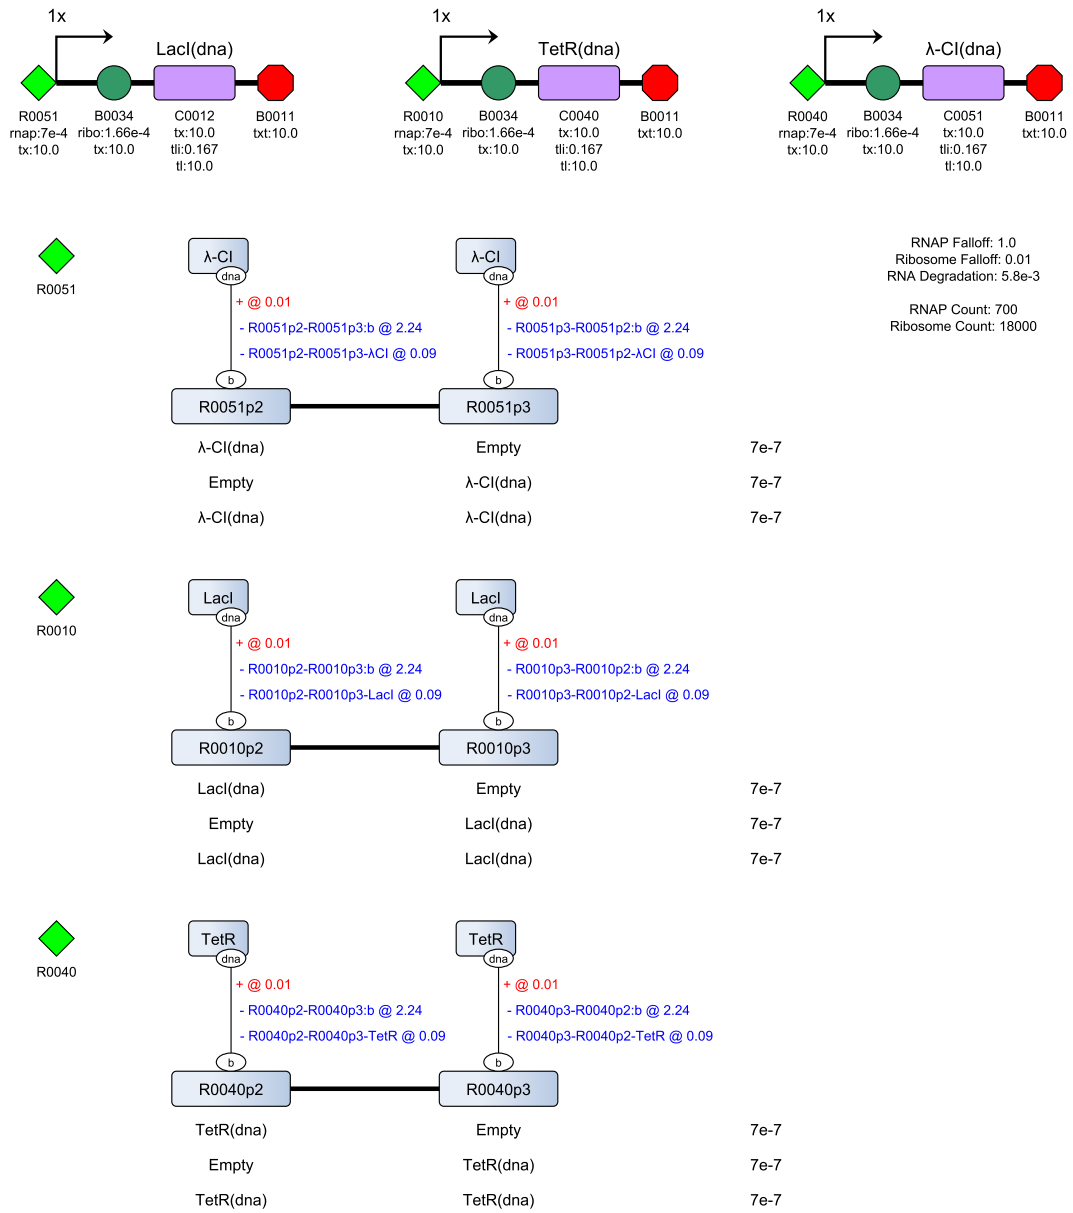 1x
1x
1x
LacI(dna)
TetR(dna)
λ-CI(dna)
R0051 B0034 C0012 B0011
rnap:7e-4 ribo:1.66e-4 tx:10.0 txt:10.0
tx:10.0 tx:10.0 tli:0.167
tl:10.0
R0010 B0034 C0040 B0011
rnap:7e-4 ribo:1.66e-4 tx:10.0 txt:10.0
tx:10.0 tx:10.0 tli:0.167
tl:10.0
R0040 B0034 C0051 B0011
rnap:7e-4 ribo:1.66e-4 tx:10.0 txt:10.0
tx:10.0 tx:10.0 tli:0.167
tl:10.0
RNAP Falloff: 1.0
Ribosome Falloff: 0.01
RNA Degradation: 5.8e-3
RNAP Count: 700
Ribosome Count: 18000
R0051
λ-CI λ-CI
dna dna
+ @ 0.01 + @ 0.01
- R0051p2-R0051p3:b @ 2.24 - R0051p3-R0051p2:b @ 2.24
- R0051p2-R0051p3-λCI @ 0.09 - R0051p3-R0051p2-λCI @ 0.09
b b
R0051p2 R0051p3
λ-CI(dna) Empty 7e-7
Empty λ-CI(dna) 7e-7
λ-CI(dna) λ-CI(dna) 7e-7
R0010
LacI LacI
dna dna
+ @ 0.01 + @ 0.01
- R0010p2-R0010p3:b @ 2.24 - R0010p3-R0010p2:b @ 2.24
- R0010p2-R0010p3-LacI @ 0.09 - R0010p3-R0010p2-LacI @ 0.09
b b
R0010p2 R0010p3
LacI(dna) Empty 7e-7
Empty LacI(dna) 7e-7
LacI(dna) LacI(dna) 7e-7
R0040
TetR TetR
dna dna
+ @ 0.01 + @ 0.01
- R0040p2-R0040p3:b @ 2.24 - R0040p3-R0040p2:b @ 2.24
- R0040p2-R0040p3-TetR @ 0.09 - R0040p3-R0040p2-TetR @ 0.09
b b
R0040p2 R0040p3
TetR(dna) Empty 7e-7
Empty TetR(dna) 7e-7
TetR(dna) TetR(dna) 7e-7